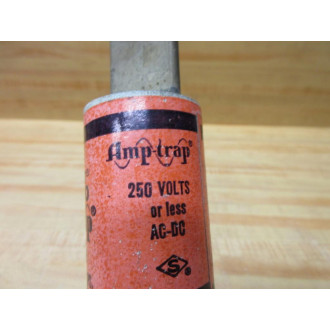 Amp-trap®
250 VOLTS
or less
AC-DC
S®